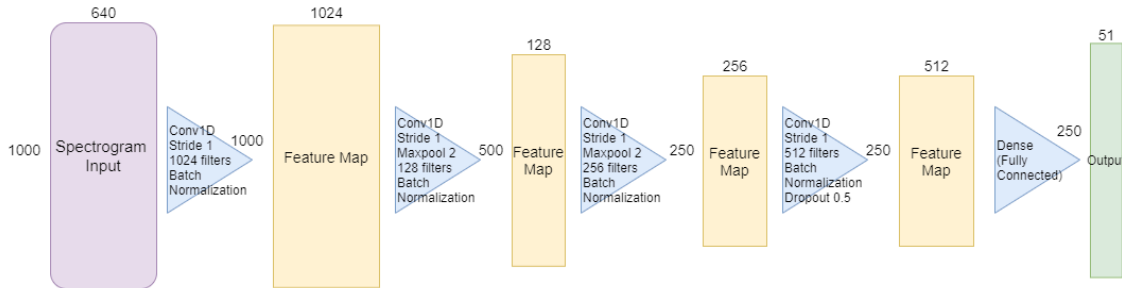 640
1000
Spectrogram
Input
Conv1D
Stride 1
1024 filters
Batch
Normalization
1024
1000
Feature Map
Conv1D
Stride 1
Maxpool 2
128 filters
Batch
Normalization
128
500
Feature
Map
Conv1D
Stride 1
Maxpool 2
256 filters
Batch
Normalization
256
250
Feature
Map
Conv1D
Stride 1
512 filters
Batch
Normalization
Dropout 0.5
512
250
Feature
Map
Dense
(Fully
Connected)
51
250
Output